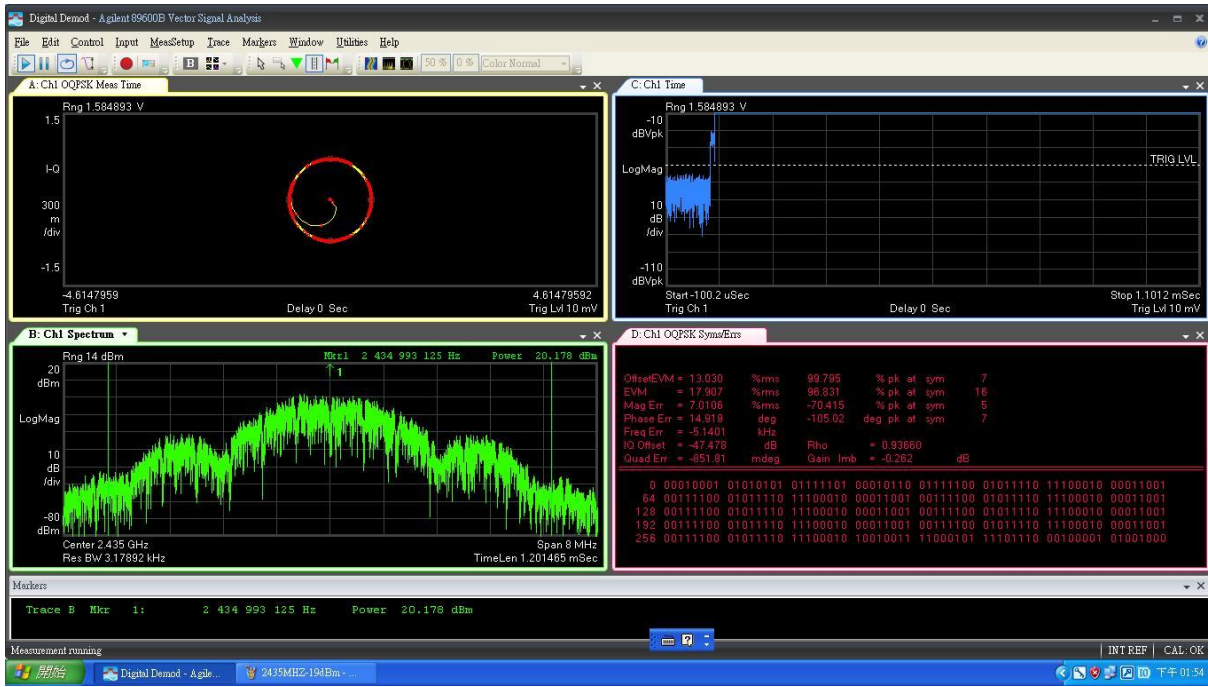 Digital Demod - Agilent 89600B Vector Signal Analysis
File Edit Control Input MeasSetup Trace Markers Window Utilities Help
B 50 % 0 % Color Normal
A: Ch1 OQPSK Meas Time
Rng 1.584893 V
1.5
I-Q
300
m
/div
-1.5
-4.6147959 4.61479592
Trig Ch 1 Delay 0 Sec Trig Lvl 10 mV
C: Ch1 Time
Rng 1.584893 V
-10
dBVpk
TRIG LVL
LogMag
10
dB
/div
-110
dBVpk
Start -100.2 uSec Stop 1.1012 mSec
Trig Ch 1 Delay 0 Sec Trig Lvl 10 mV
B: Ch1 Spectrum
Rng 14 dBm Mkr1 2 434 993 125 Hz Power 20.178 dBm
20
dBm
1
LogMag
10
dB
/div
-80
dBm
Center 2.435 GHz Span 8 MHz
Res BW 3.17892 kHz TimeLen 1.201465 mSec
D: Ch1 OQPSK Syms/Errs
OffsetEVM = 13.030 %rms 99.795 % pk at sym 7
EVM = 17.907 %rms 96.831 % pk at sym 16
Mag Err = 7.0106 %rms -70.415 % pk at sym 5
Phase Err = 14.919 deg -105.02 deg pk at sym 7
Freq Err = -5.1401 kHz
IQ Offset = -47.478 dB Rho = 0.93660
Quad Err = -851.81 mdeg Gain Imb = -0.262 dB
0 00010001 01010101 01111101 00010110 01111100 01011110 11100010 00011001
64 00111100 01011110 11100010 00011001 00111100 01011110 11100010 00011001
128 00111100 01011110 11100010 00011001 00111100 01011110 11100010 00011001
192 00111100 01011110 11100010 00011001 00111100 01011110 11100010 00011001
256 00111100 01011110 11100010 10010011 11000101 11101110 00100001 01001000
Markers
Trace B Mkr 1: 2 434 993 125 Hz Power 20.178 dBm
Measurement running INT REF CAL: OK
開始 Digital Demod - Agile... 2435MHZ-19dBm - ... 下午 01:54